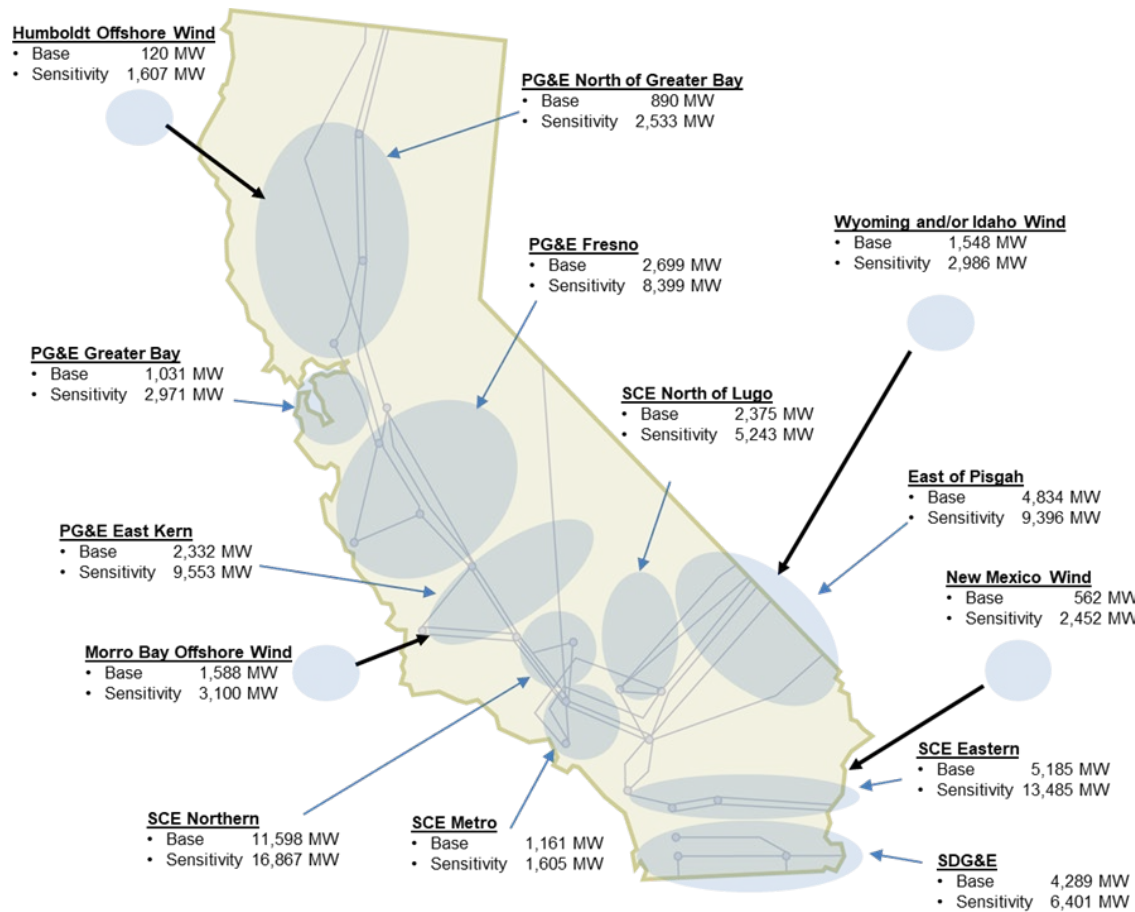 Humboldt Offshore Wind
• Base 120 MW
• Sensitivity 1,607 MW
PG&E North of Greater Bay
• Base 890 MW
• Sensitivity 2,533 MW
Wyoming and/or Idaho Wind
• Base 1,548 MW
• Sensitivity 2,986 MW
PG&E Fresno
• Base 2,699 MW
• Sensitivity 8,399 MW
PG&E Greater Bay
• Base 1,031 MW
• Sensitivity 2,971 MW
SCE North of Lugo
• Base 2,375 MW
• Sensitivity 5,243 MW
East of Pisgah
• Base 4,834 MW
• Sensitivity 9,396 MW
PG&E East Kern
• Base 2,332 MW
• Sensitivity 9,553 MW
New Mexico Wind
• Base 562 MW
• Sensitivity 2,452 MW
Morro Bay Offshore Wind
• Base 1,588 MW
• Sensitivity 3,100 MW
SCE Eastern
• Base 5,185 MW
• Sensitivity 13,485 MW
SCE Northern
• Base 11,598 MW
• Sensitivity 16,867 MW
SCE Metro
• Base 1,161 MW
• Sensitivity 1,605 MW
SDG&E
• Base 4,289 MW
• Sensitivity 6,401 MW